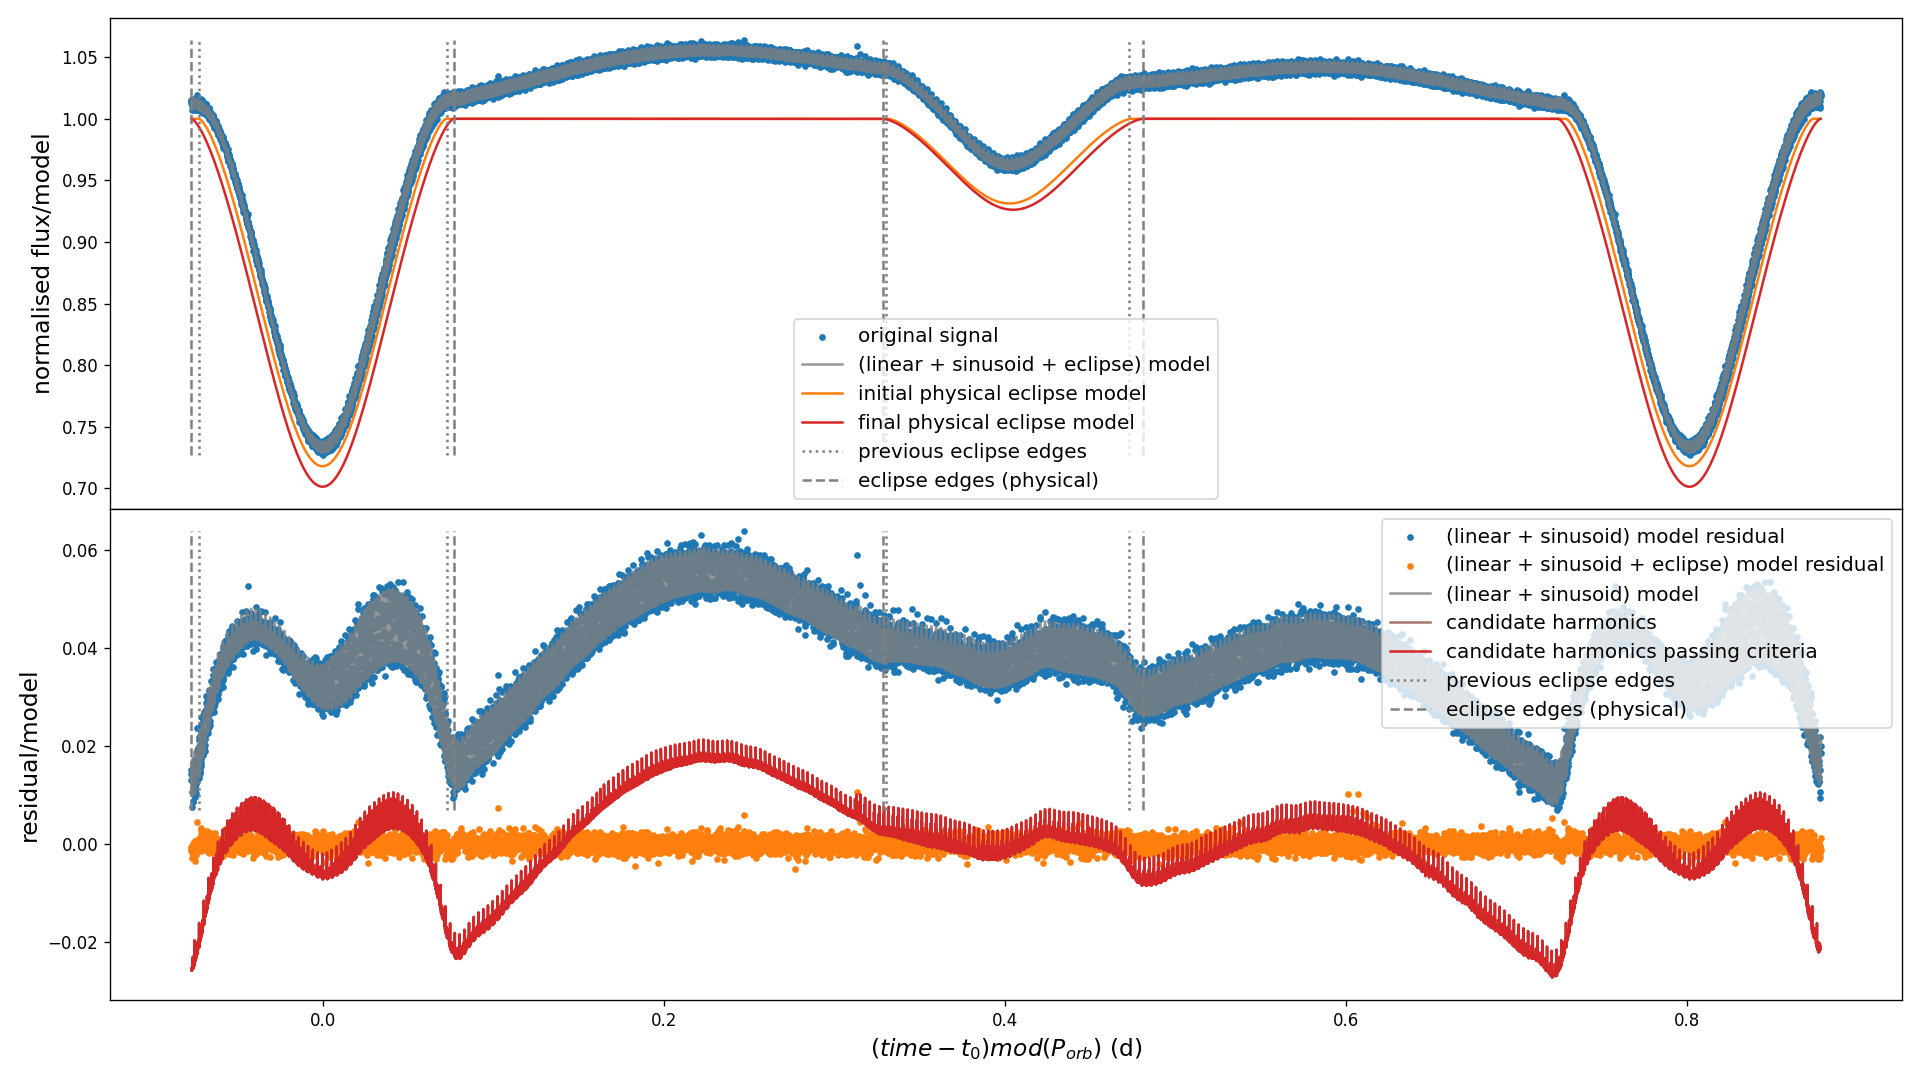 normalised flux/model
1.05
1.00
0.95
0.90
0.85
0.80
0.75
0.70
original signal
(linear + sinusoid + eclipse) model
initial physical eclipse model
final physical eclipse model
previous eclipse edges
eclipse edges (physical)
residual/model
0.06
0.04
0.02
0.00
−0.02
(linear + sinusoid) model residual
(linear + sinusoid + eclipse) model residual
(linear + sinusoid) model
candidate harmonics
candidate harmonics passing criteria
previous eclipse edges
eclipse edges (physical)
0.0 0.2 0.4 0.6 0.8
(time − t₀)mod(Pₒᵣb) (d)